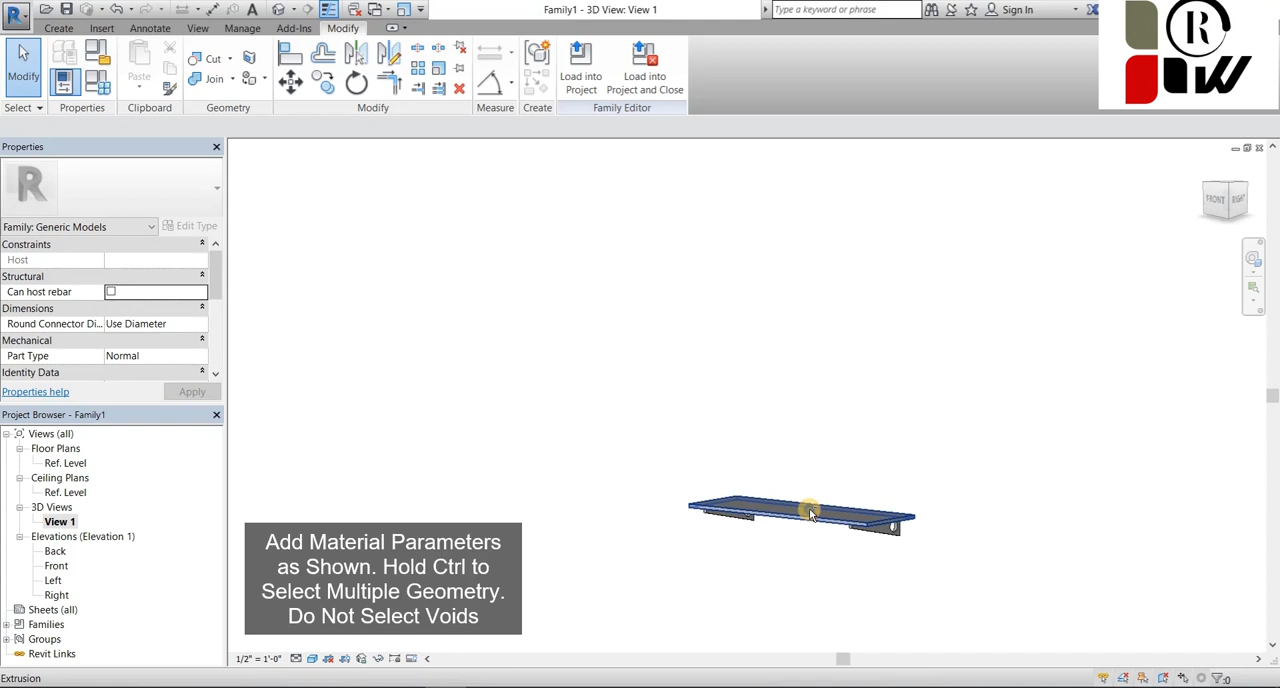 Family1 - 3D View: View 1
Type a keyword or phrase
Sign In
Create Insert Annotate View Manage Add-Ins Modify
R
Modify
Paste
Cut
Join
Load into
Project
Load into
Project and Close
Select Properties Clipboard Geometry Modify Measure Create Family Editor
Properties
R
Family: Generic Models
Edit Type
Constraints
Host
Structural
Can host rebar
Dimensions
Round Connector Di... Use Diameter
Mechanical
Part Type Normal
Identity Data
Properties help
Apply
Project Browser - Family1
Views (all)
Floor Plans
Ref. Level
Ceiling Plans
Ref. Level
3D Views
View 1
Elevations (Elevation 1)
Back
Front
Left
Right
Sheets (all)
Families
Groups
Revit Links
FRONT RIGHT
Add Material Parameters
as Shown. Hold Ctrl to
Select Multiple Geometry.
Do Not Select Voids
1/2" = 1'-0"
Extrusion
:0